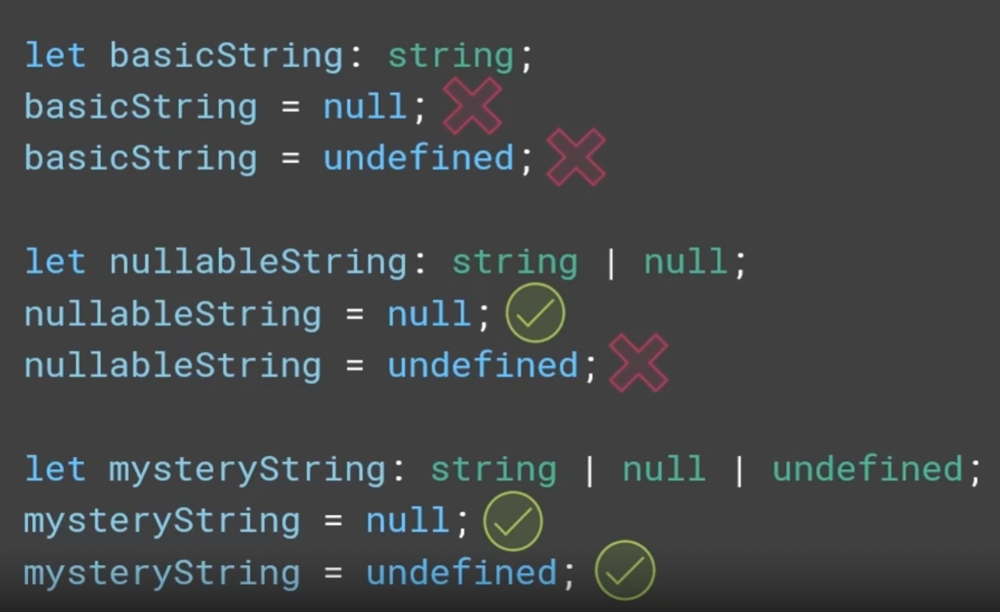 let basicString: string;
basicString = null;
basicString = undefined;
let nullableString: string | null;
nullableString = null;
nullableString = undefined;
let mysteryString: string | null | undefined;
mysteryString = null;
mysteryString = undefined;